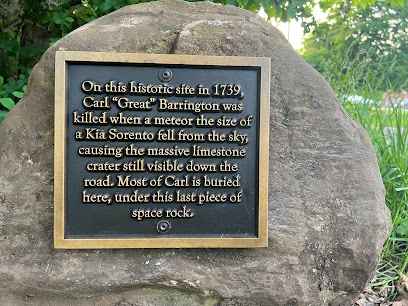 On this historic site in 1739,
Carl “Great” Barrington was
killed when a meteor the size of
a Kia Sorento fell from the sky,
causing the massive limestone
crater still visible down the
road. Most of Carl is buried
here, under this last piece of
space rock.